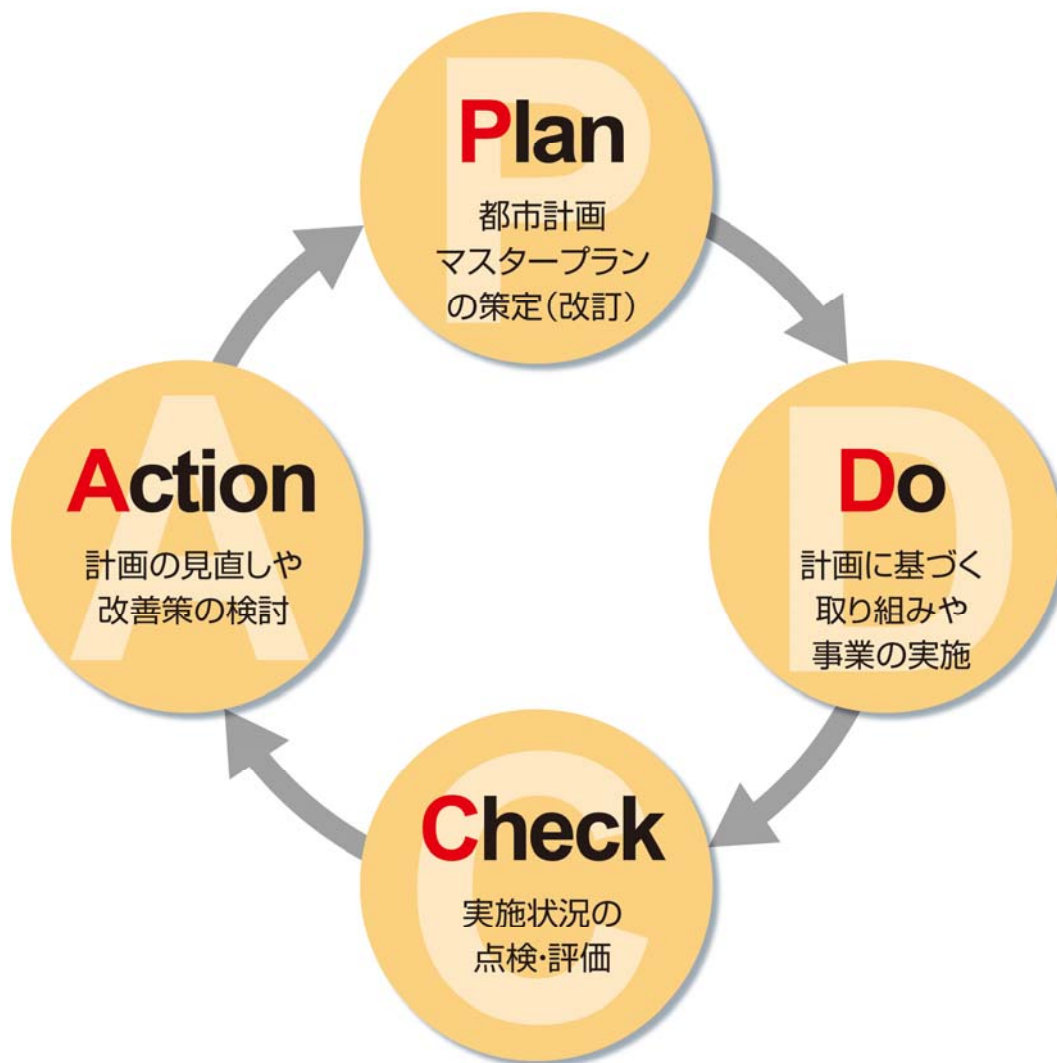 Plan
都市計画
マスタープラン
の策定(改訂)
Do
計画に基づく
取り組みや
事業の実施
Check
実施状況の
点検・評価
Action
計画の見直しや
改善策の検討